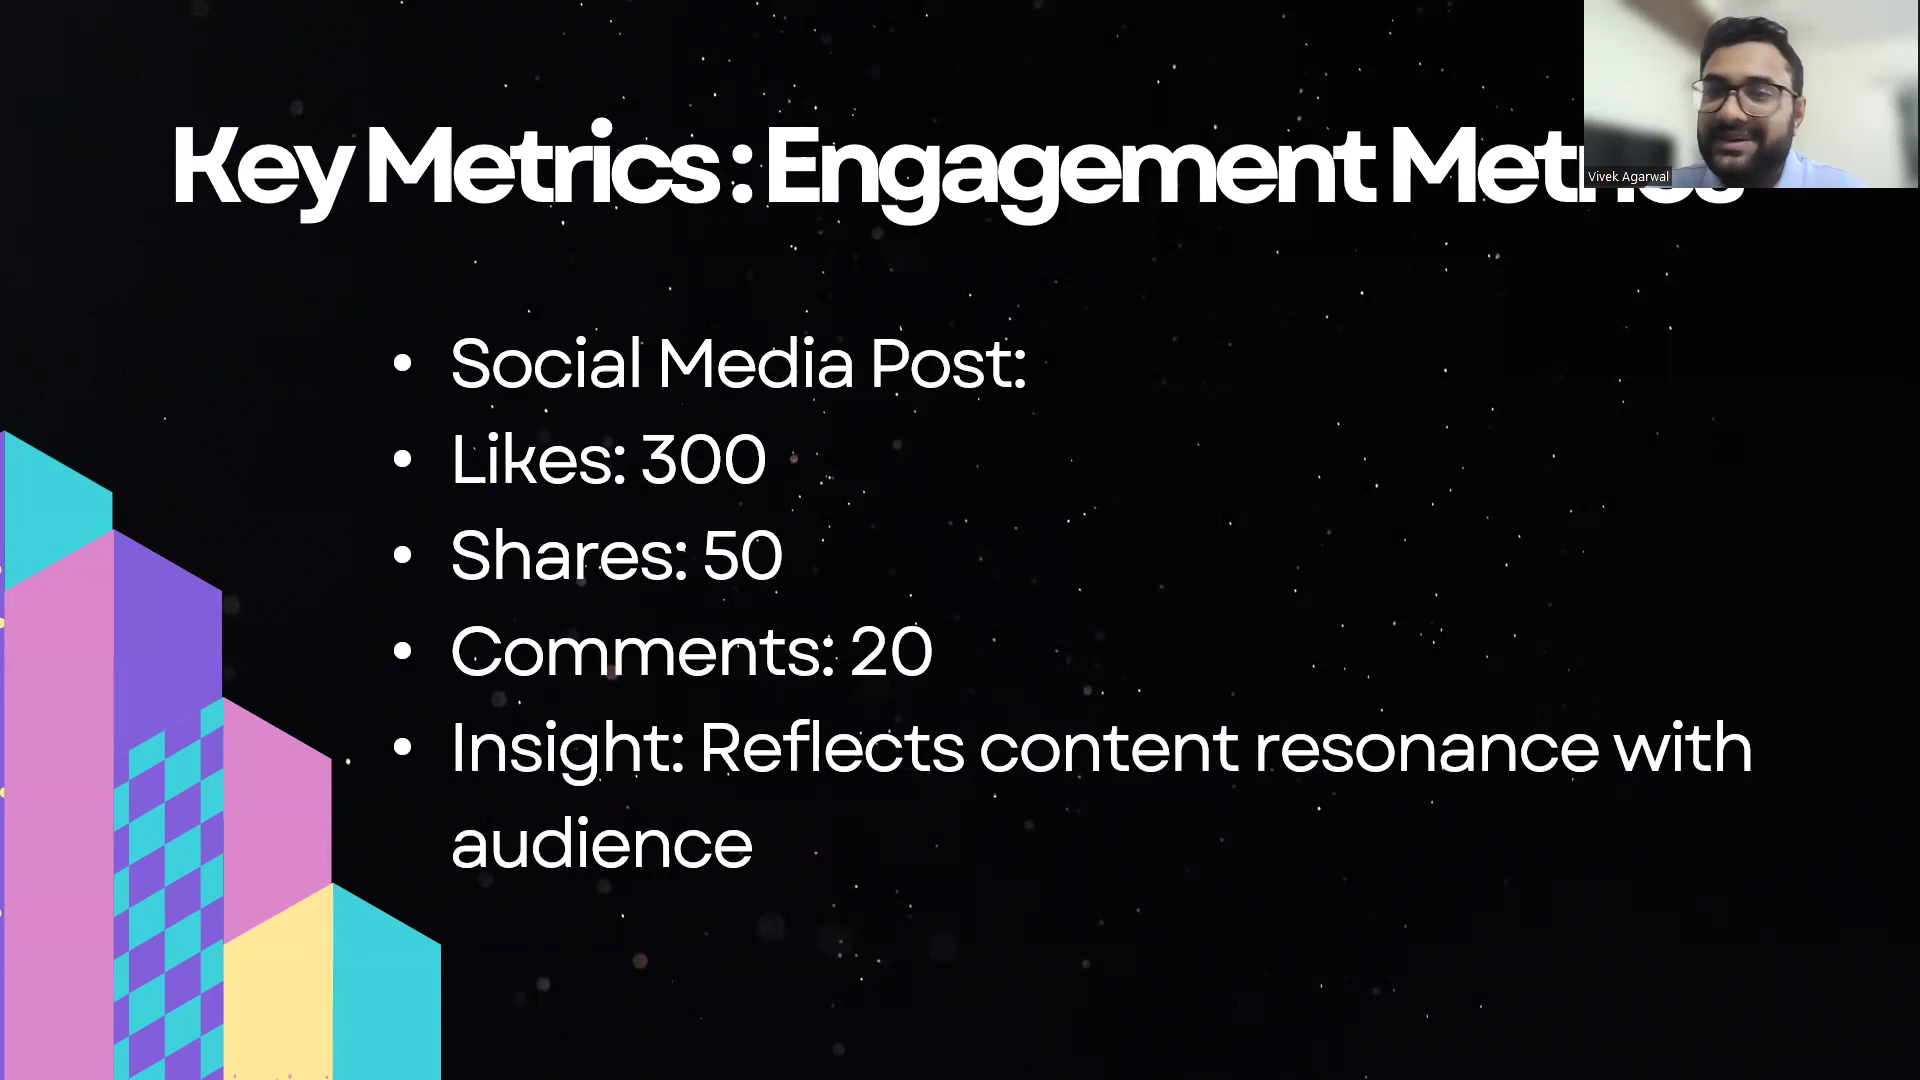 Key Metrics : Engagement Metrics
Vivek Agarwal
• Social Media Post:
• Likes: 300
• Shares: 50
• Comments: 20
• Insight: Reflects content resonance with
audience